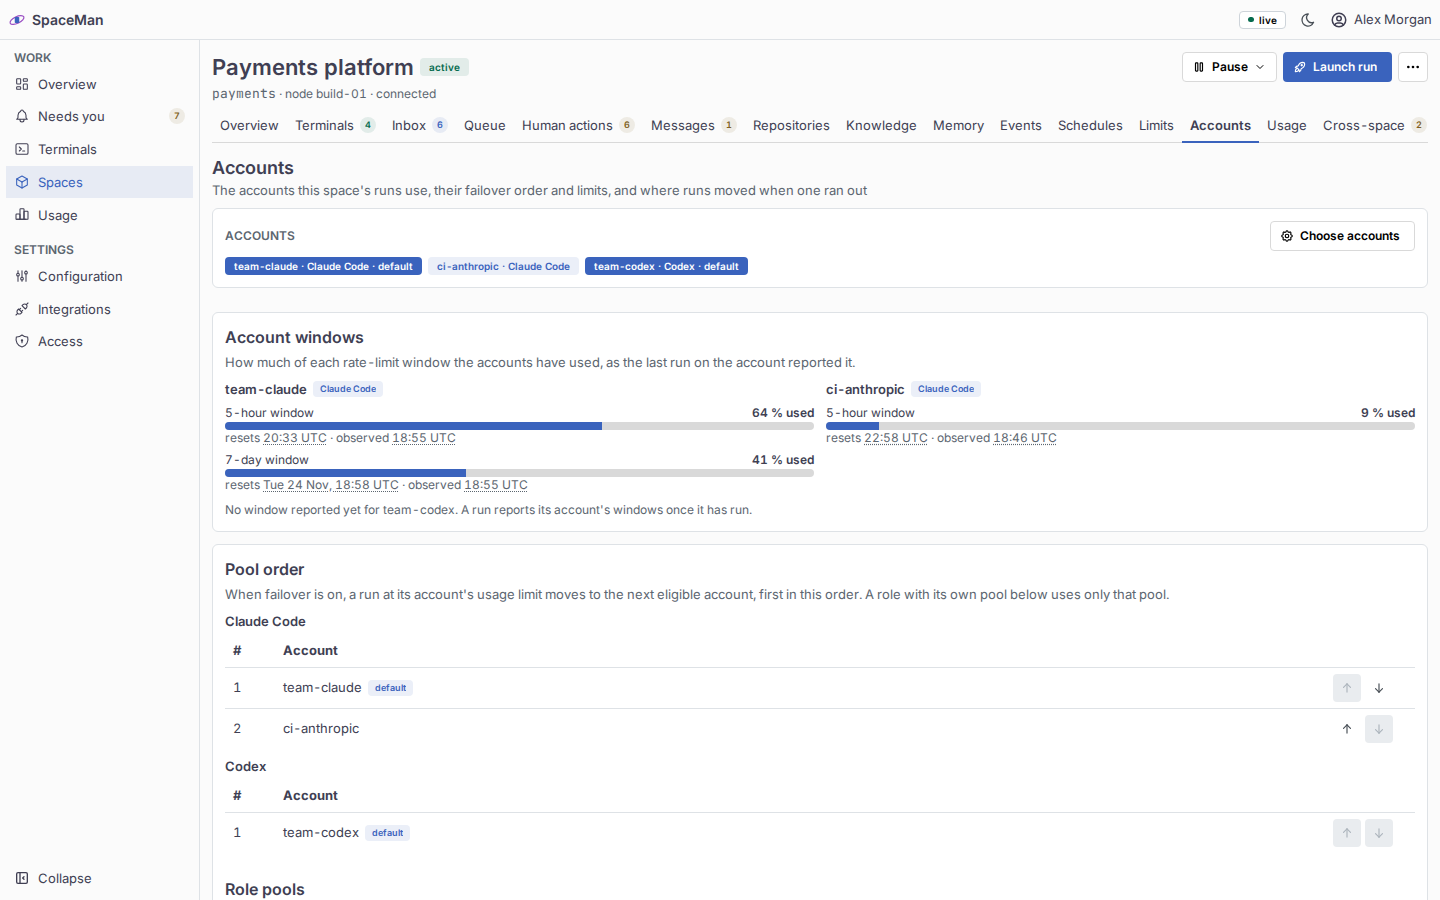 SpaceMan
live
Alex Morgan
WORK
Overview
Needs you 7
Terminals
Spaces
Usage
SETTINGS
Configuration
Integrations
Access
Collapse
Payments platform active
payments · node build-01 · connected
Pause
Launch run
Overview Terminals 4 Inbox 6 Queue Human actions 6 Messages 1 Repositories Knowledge Memory Events Schedules Limits Accounts Usage Cross-space 2
Accounts
The accounts this space's runs use, their failover order and limits, and where runs moved when one ran out
ACCOUNTS
Choose accounts
team-claude · Claude Code · default ci-anthropic · Claude Code team-codex · Codex · default
Account windows
How much of each rate-limit window the accounts have used, as the last run on the account reported it.
team-claude Claude Code
5-hour window 64 % used
resets 20:33 UTC · observed 18:55 UTC
7-day window 41 % used
resets Tue 24 Nov, 18:58 UTC · observed 18:55 UTC
ci-anthropic Claude Code
5-hour window 9 % used
resets 22:58 UTC · observed 18:46 UTC
No window reported yet for team-codex. A run reports its account's windows once it has run.
Pool order
When failover is on, a run at its account's usage limit moves to the next eligible account, first in this order. A role with its own pool below uses only that pool.
Claude Code
# Account
1 team-claude default
2 ci-anthropic
Codex
# Account
1 team-codex default
Role pools